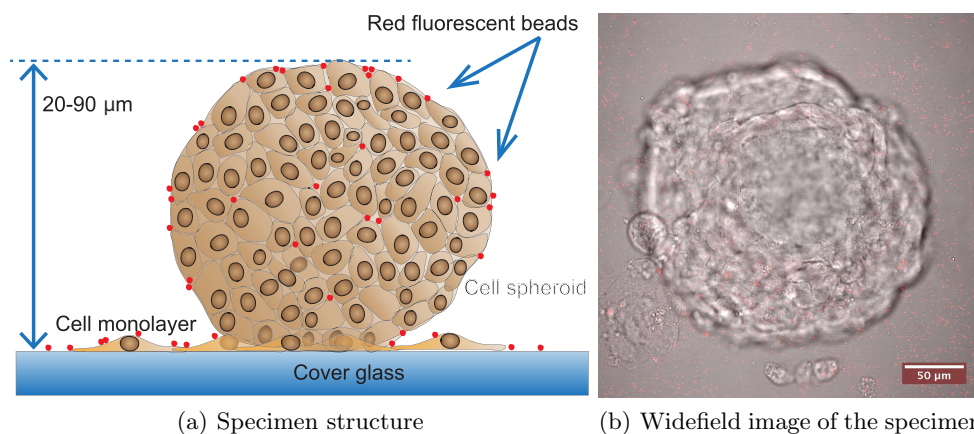 Red fluorescent beads
20-90 µm
Cell spheroid
Cell monolayer
Cover glass
50 µm
(a) Specimen structure
(b) Widefield image of the specimen